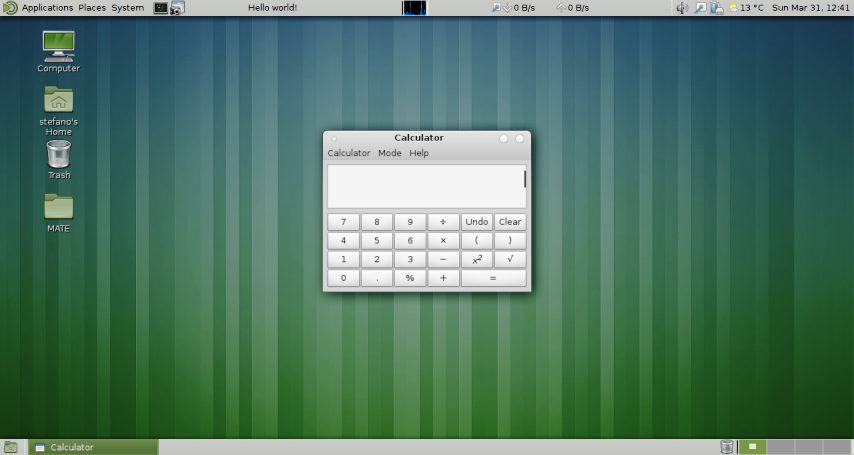 Applications Places System Hello world! 0 B/s 0 B/s 13 °C Sun Mar 31, 12:41
Computer
stefano's
Home
Trash
MATE
Calculator
Calculator Mode Help
7 8 9 ÷ Undo Clear
4 5 6 × ( )
1 2 3 − x² √
0 . % + =
Calculator